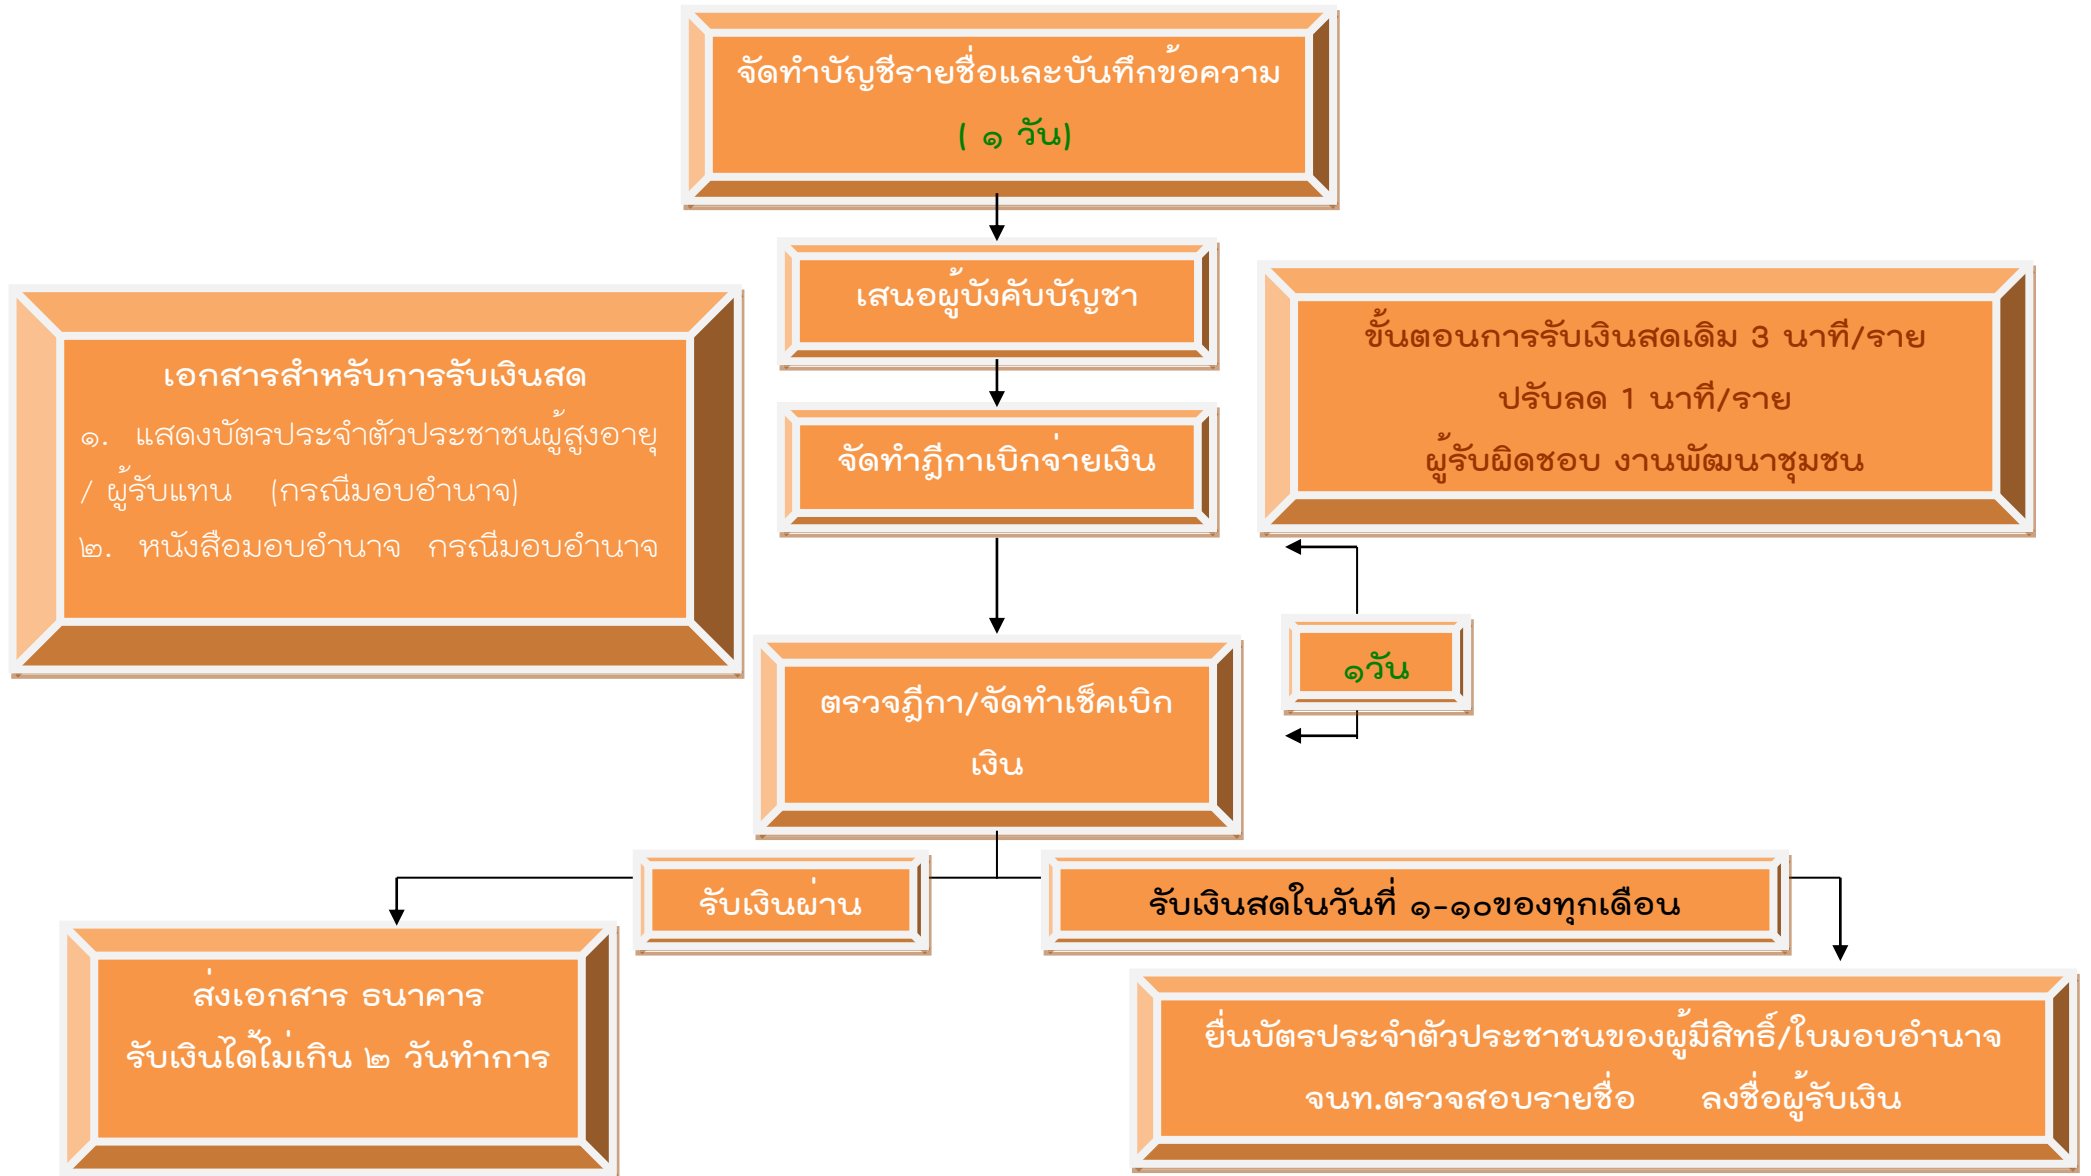 จัดทำบัญชีรายชื่อและบันทึกข้อความ
( ๑ วัน)
เสนอผู้บังคับบัญชา
เอกสารสำหรับการรับเงินสด
๑. แสดงบัตรประจำตัวประชาชนผู้สูงอายุ
/ ผู้รับแทน (กรณีมอบอำนาจ)
๒. หนังสือมอบอำนาจ กรณีมอบอำนาจ
ขั้นตอนการรับเงินสดเดิม 3 นาที/ราย
ปรับลด 1 นาที/ราย
ผู้รับผิดชอบ งานพัฒนาชุมชน
จัดทำฎีกาเบิกจ่ายเงิน
๑วัน
ตรวจฎีกา/จัดทำเช็คเบิก
เงิน
รับเงินผ่าน
รับเงินสดในวันที่ ๑-๑๐ของทุกเดือน
ส่งเอกสาร ธนาคาร
รับเงินได้ไม่เกิน ๒ วันทำการ
ยื่นบัตรประจำตัวประชาชนของผู้มีสิทธิ์/ใบมอบอำนาจ
จนท.ตรวจสอบรายชื่อ ลงชื่อผู้รับเงิน